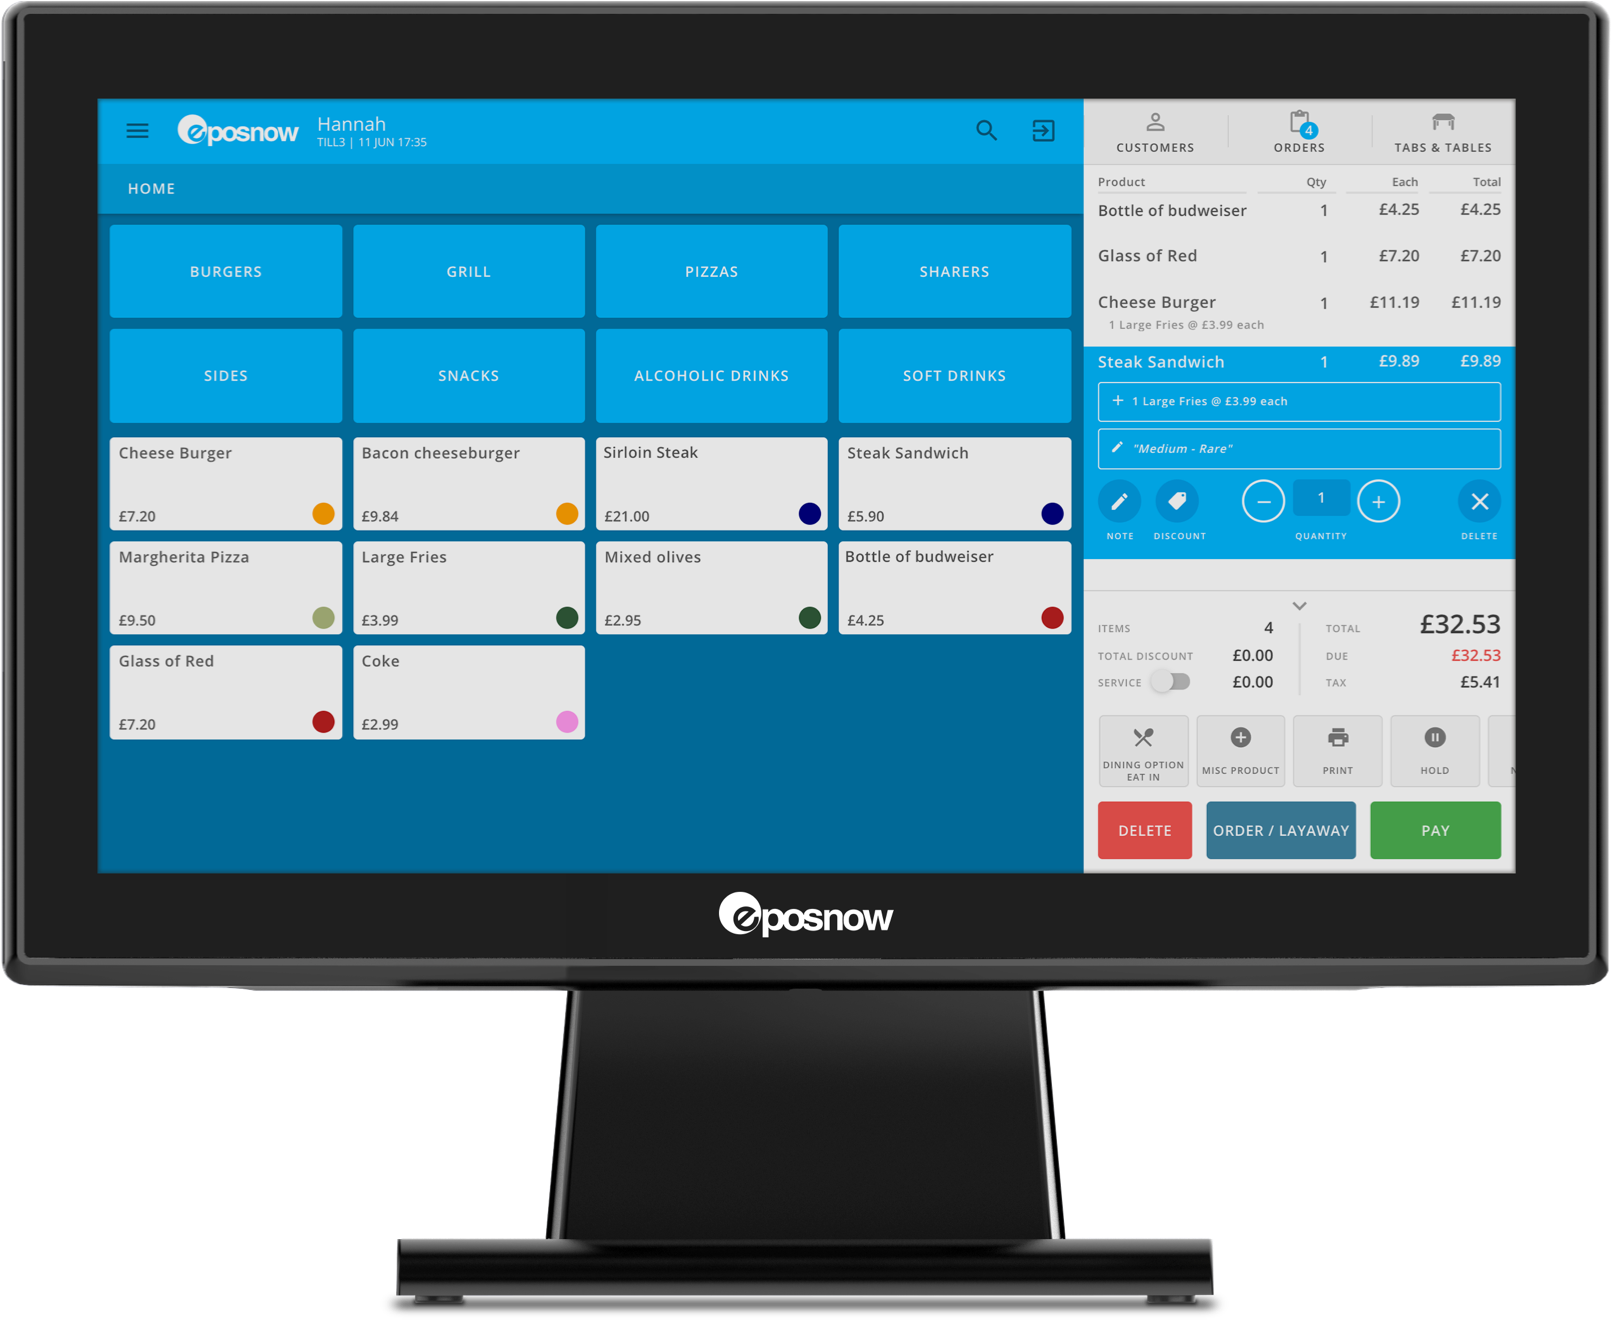 eposnow
Hannah
TILL3 | 11 JUN 17:35
HOME
BURGERS
GRILL
PIZZAS
SHARERS
SIDES
SNACKS
ALCOHOLIC DRINKS
SOFT DRINKS
Cheese Burger
£7.20
Bacon cheeseburger
£9.84
Sirloin Steak
£21.00
Steak Sandwich
£5.90
Margherita Pizza
£9.50
Large Fries
£3.99
Mixed olives
£2.95
Bottle of budweiser
£4.25
Glass of Red
£7.20
Coke
£2.99
CUSTOMERS
4
ORDERS
TABS & TABLES
Product Qty Each Total
Bottle of budweiser 1 £4.25 £4.25
Glass of Red 1 £7.20 £7.20
Cheese Burger 1 £11.19 £11.19
1 Large Fries @ £3.99 each
Steak Sandwich 1 £9.89 £9.89
+ 1 Large Fries @ £3.99 each
"Medium - Rare"
1
NOTE DISCOUNT QUANTITY DELETE
ITEMS 4 TOTAL £32.53
TOTAL DISCOUNT £0.00 DUE £32.53
SERVICE £0.00 TAX £5.41
DINING OPTION
EAT IN
MISC PRODUCT
PRINT
HOLD
DELETE
ORDER / LAYAWAY
PAY
eposnow